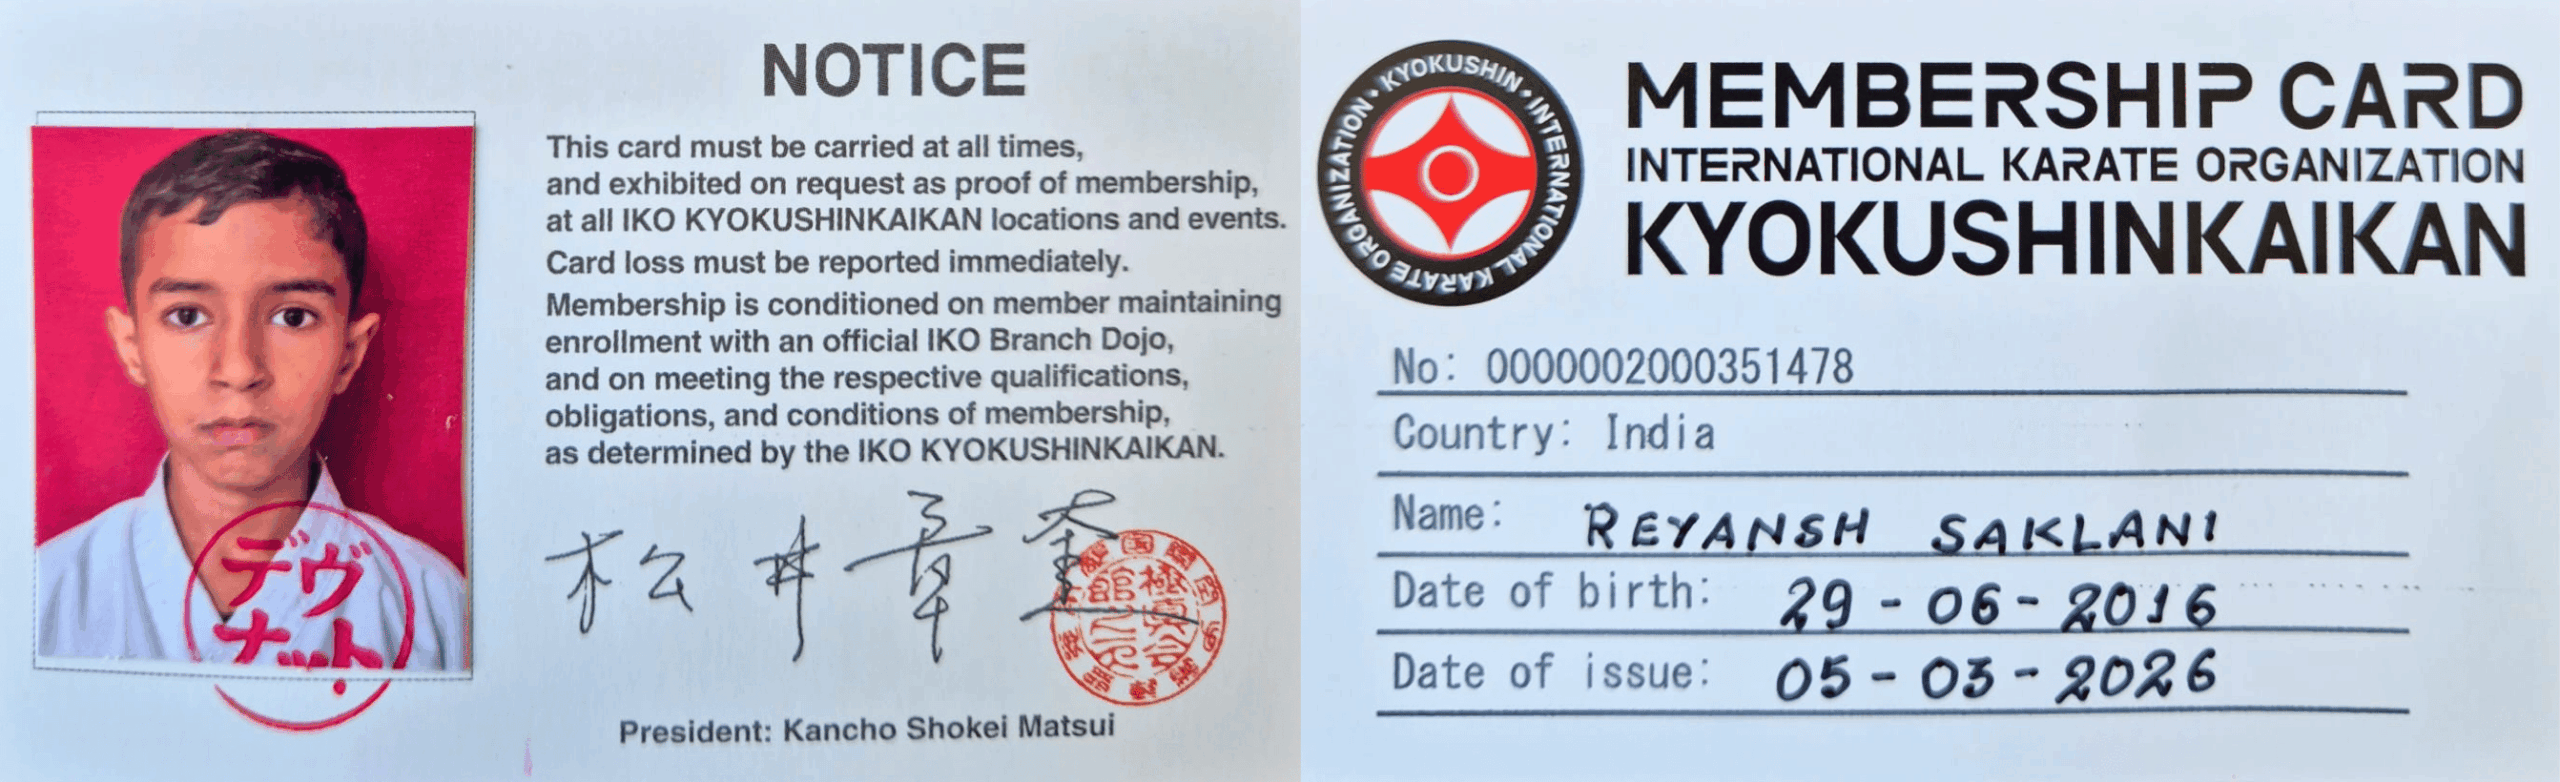 NOTICE
This card must be carried at all times,
and exhibited on request as proof of membership,
at all IKO KYOKUSHINKAIKAN locations and events.
Card loss must be reported immediately.
Membership is conditioned on member maintaining
enrollment with an official IKO Branch Dojo,
and on meeting the respective qualifications,
obligations, and conditions of membership,
as determined by the IKO KYOKUSHINKAIKAN.
松井章奎
President: Kancho Shokei Matsui
デヴ
ナット
KYOKUSHIN • INTERNATIONAL KARATE ORGANIZATION •
MEMBERSHIP CARD
INTERNATIONAL KARATE ORGANIZATION
KYOKUSHINKAIKAN
No: 0000002000351478
Country: India
Name: REYANSH SAKLANI
Date of birth: 29-06-2016
Date of issue: 05-03-2026